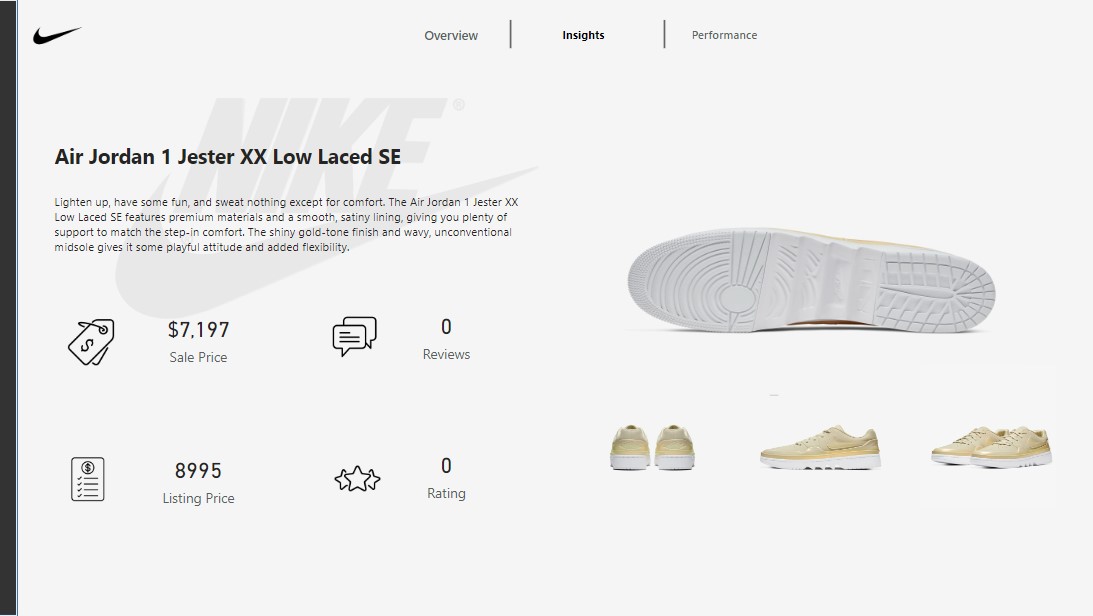 Overview
Insights
Performance
NIKE ®
Air Jordan 1 Jester XX Low Laced SE
Lighten up, have some fun, and sweat nothing except for comfort. The Air Jordan 1 Jester XX
Low Laced SE features premium materials and a smooth, satiny lining, giving you plenty of
support to match the step-in comfort. The shiny gold-tone finish and wavy, unconventional
midsole gives it some playful attitude and added flexibility.
$7,197
Sale Price
0
Reviews
$
8995
Listing Price
0
Rating